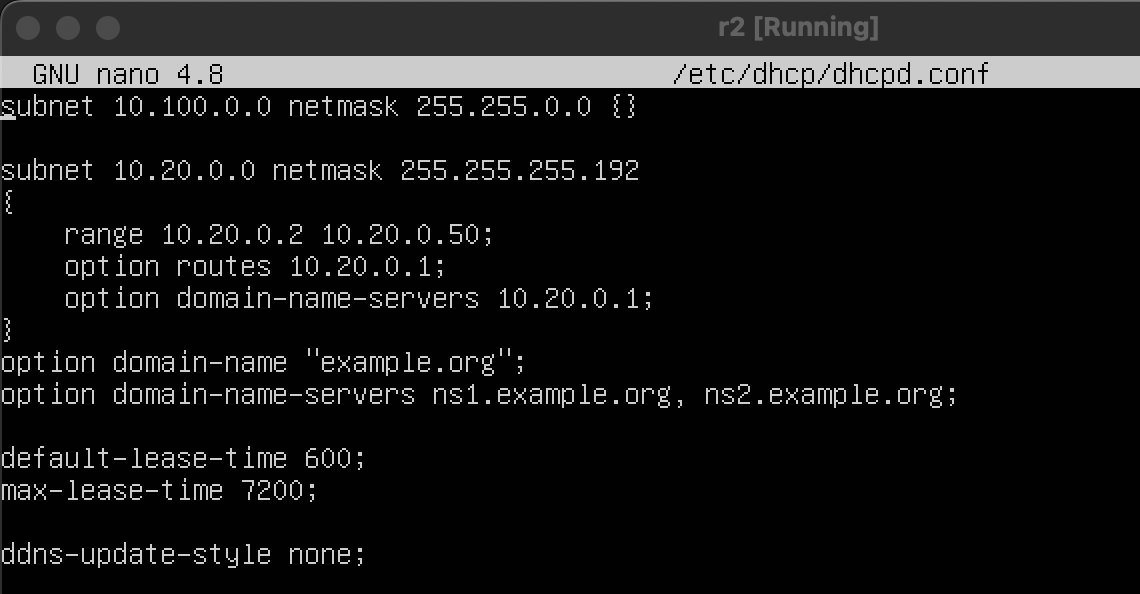 r2 [Running]
GNU nano 4.8 /etc/dhcp/dhcpd.conf
subnet 10.100.0.0 netmask 255.255.0.0 {}
subnet 10.20.0.0 netmask 255.255.255.192
{
range 10.20.0.2 10.20.0.50;
option routes 10.20.0.1;
option domain-name-servers 10.20.0.1;
}
option domain-name "example.org";
option domain-name-servers ns1.example.org, ns2.example.org;
default-lease-time 600;
max-lease-time 7200;
ddns-update-style none;